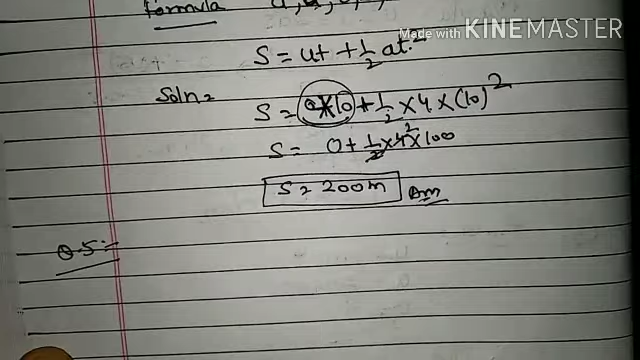 Formula
Made with KINEMASTER
S = ut + 1/2 at²
Soln =
S = 0×10 + 1/2 × 4 × (10)²
S = 0 + 1/2 × 4² × 100
S = 200m Ans
Q.5 =